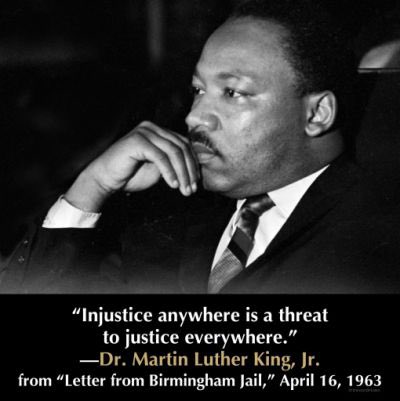 “Injustice anywhere is a threat
to justice everywhere.”
—Dr. Martin Luther King, Jr.
from “Letter from Birmingham Jail,” April 16, 1963